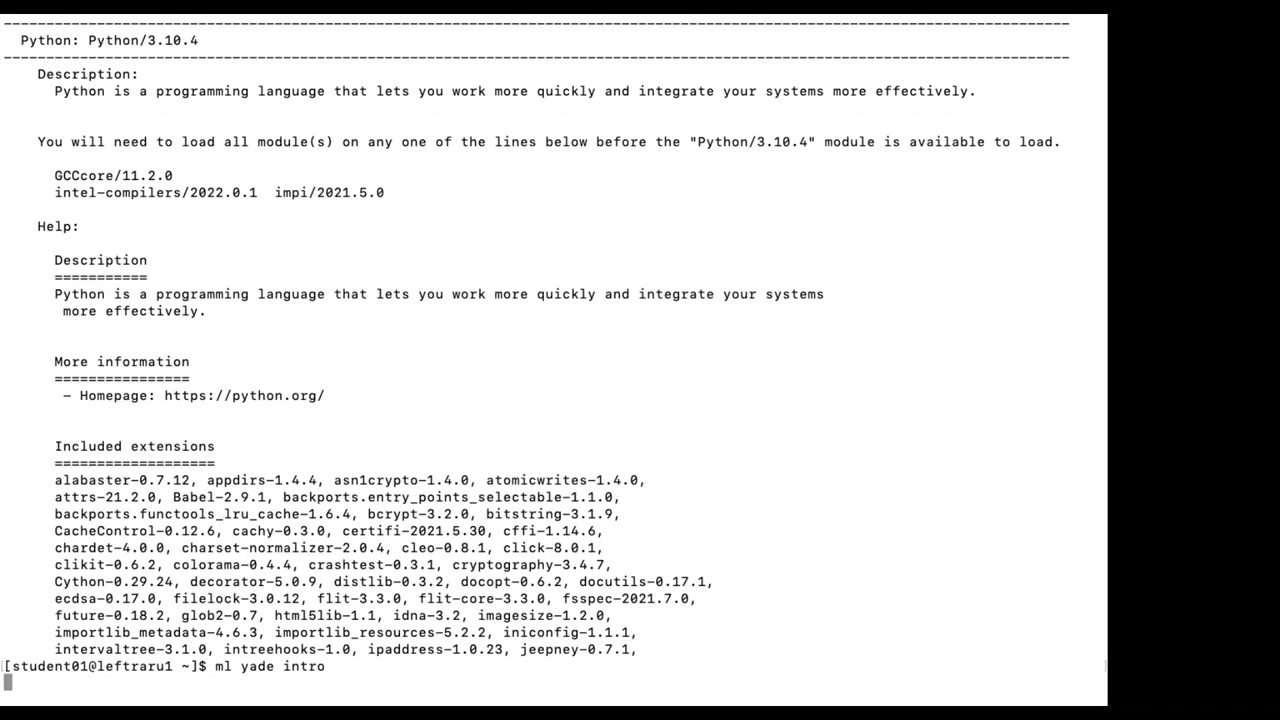 -------------------------------------------------------------------------------------------------------------------------------
Python: Python/3.10.4
-------------------------------------------------------------------------------------------------------------------------------
Description:
Python is a programming language that lets you work more quickly and integrate your systems more effectively.
You will need to load all module(s) on any one of the lines below before the "Python/3.10.4" module is available to load.
GCCcore/11.2.0
intel-compilers/2022.0.1  impi/2021.5.0
Help:
Description
===========
Python is a programming language that lets you work more quickly and integrate your systems
more effectively.
More information
================
- Homepage: https://python.org/
Included extensions
===================
alabaster-0.7.12, appdirs-1.4.4, asn1crypto-1.4.0, atomicwrites-1.4.0,
attrs-21.2.0, Babel-2.9.1, backports.entry_points_selectable-1.1.0,
backports.functools_lru_cache-1.6.4, bcrypt-3.2.0, bitstring-3.1.9,
CacheControl-0.12.6, cachy-0.3.0, certifi-2021.5.30, cffi-1.14.6,
chardet-4.0.0, charset-normalizer-2.0.4, cleo-0.8.1, click-8.0.1,
clikit-0.6.2, colorama-0.4.4, crashtest-0.3.1, cryptography-3.4.7,
Cython-0.29.24, decorator-5.0.9, distlib-0.3.2, docopt-0.6.2, docutils-0.17.1,
ecdsa-0.17.0, filelock-3.0.12, flit-3.3.0, flit-core-3.3.0, fsspec-2021.7.0,
future-0.18.2, glob2-0.7, html5lib-1.1, idna-3.2, imagesize-1.2.0,
importlib_metadata-4.6.3, importlib_resources-5.2.2, iniconfig-1.1.1,
intervaltree-3.1.0, intreehooks-1.0, ipaddress-1.0.23, jeepney-0.7.1,
[student01@leftraru1 ~]$ ml yade intro